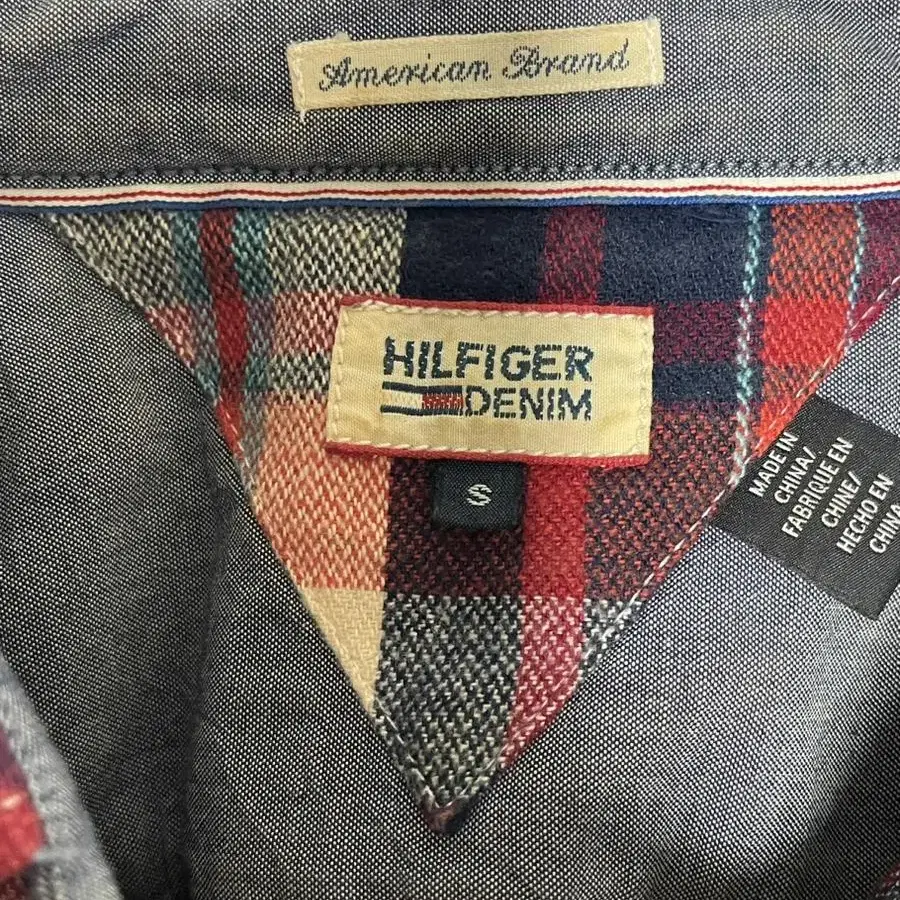 American Brand
HILFIGER
DENIM
S
MADE IN
CHINA/
FABRIQUE EN
CHINE/
HECHO EN
CHINA